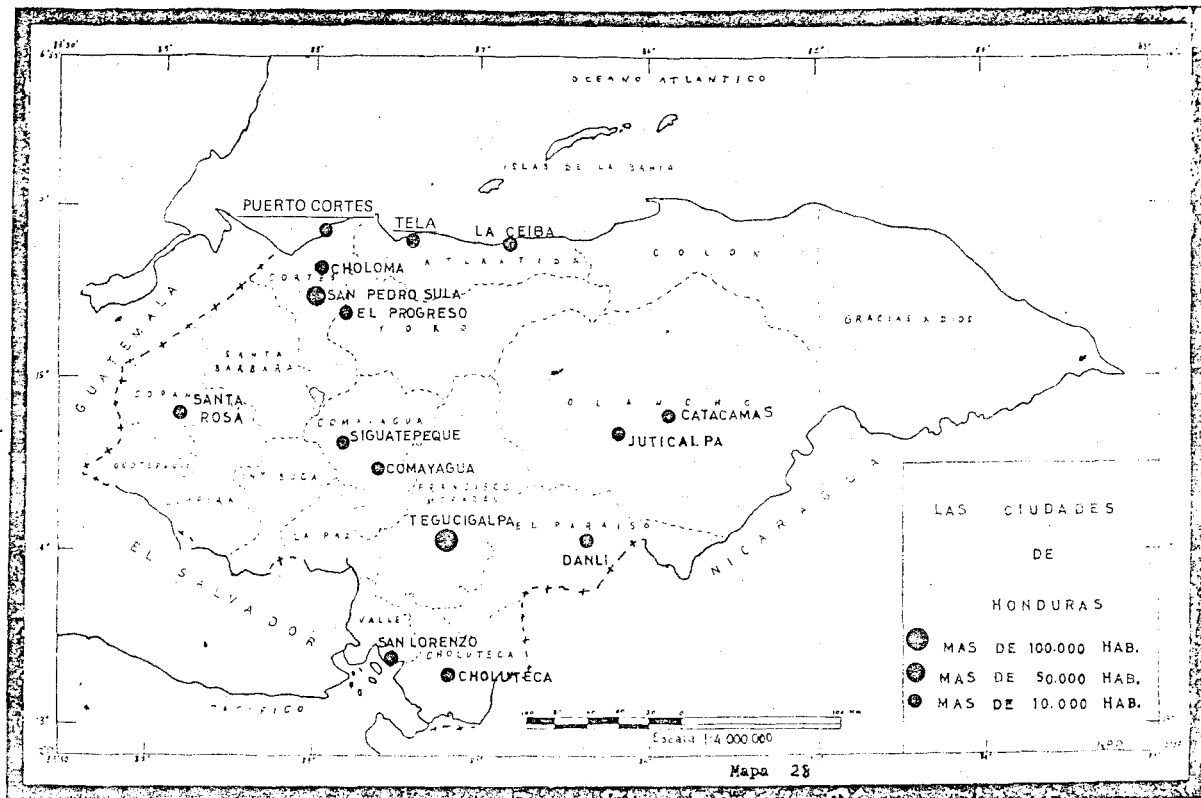 OCEANO ATLANTICO
ISLAS DE LA BAHIA
PUERTO CORTES
TELA
LA CEIBA
ATLANTIDA
COLON
CHOLOMA
CORTES
SAN PEDRO SULA
EL PROGRESO
YORO
GRACIAS A DIOS
GUATEMALA
SANTA
BARBARA
COPAN
SANTA
ROSA
OLANCHO
CATACAMAS
JUTICALPA
COMAYAGUA
SIGUATEPEQUE
COMAYAGUA
FRANCISCO
TEGUCIGALPA
EL PARAISO
LA PAZ
DANLI
NICARAGUA
EL SALVADOR
VALLE
SAN LORENZO
CHOLUTECA
CHOLUTECA
PACIFICO
LAS CIUDADES
DE
HONDURAS
MAS DE 100.000 HAB.
MAS DE 50.000 HAB.
MAS DE 10.000 HAB.
Escala 1:4 000 000
Mapa 28